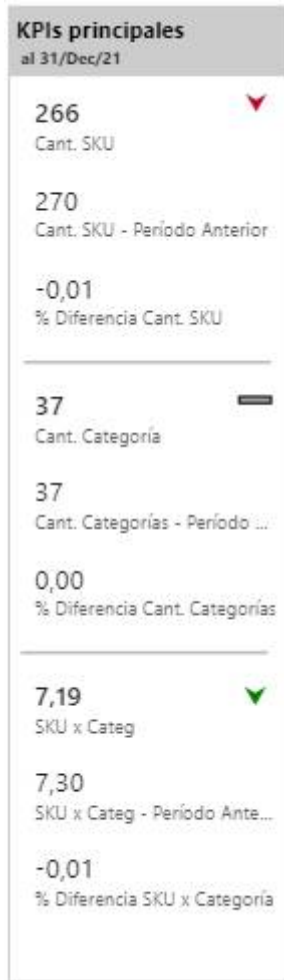 KPIs principales
al 31/Dec/21
266
Cant. SKU
270
Cant. SKU - Período Anterior
-0,01
% Diferencia Cant. SKU
37
Cant. Categoría
37
Cant. Categorías - Período ...
0,00
% Diferencia Cant. Categorías
7,19
SKU x Categ
7,30
SKU x Categ - Período Ante...
-0,01
% Diferencia SKU x Categoría